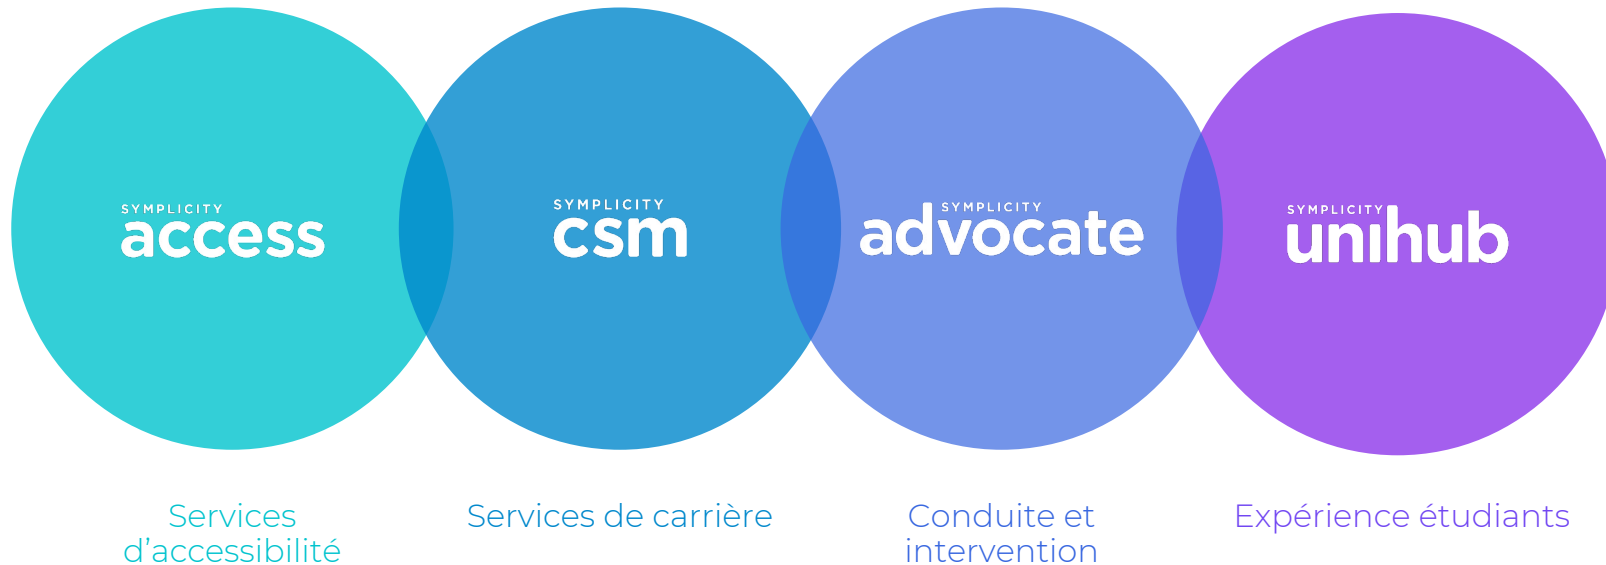 SYMPLICITY
access
SYMPLICITY
csm
SYMPLICITY
advocate
SYMPLICITY
unihub
Services
d’accessibilité
Services de carrière
Conduite et
intervention
Expérience étudiants